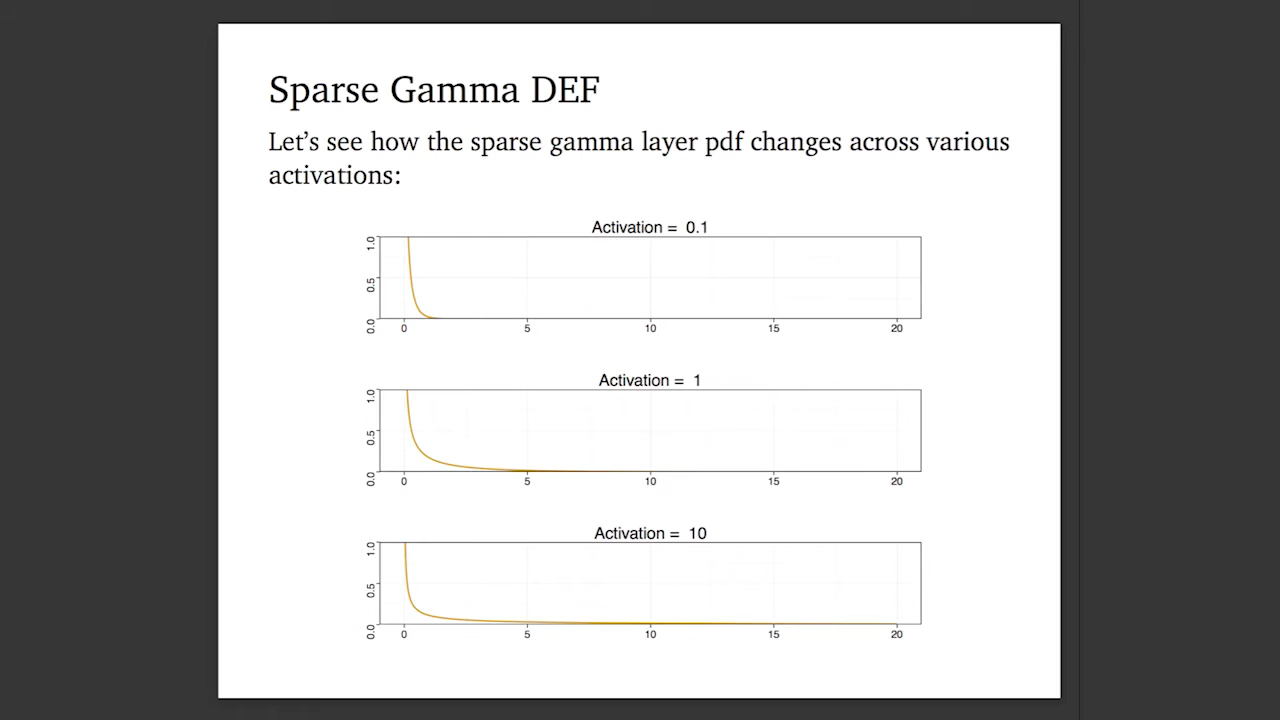 Sparse Gamma DEF
Let's see how the sparse gamma layer pdf changes across various
activations:
Activation = 0.1
1.0
0.5
0.0
0 5 10 15 20
Activation = 1
1.0
0.5
0.0
0 5 10 15 20
Activation = 10
1.0
0.5
0.0
0 5 10 15 20